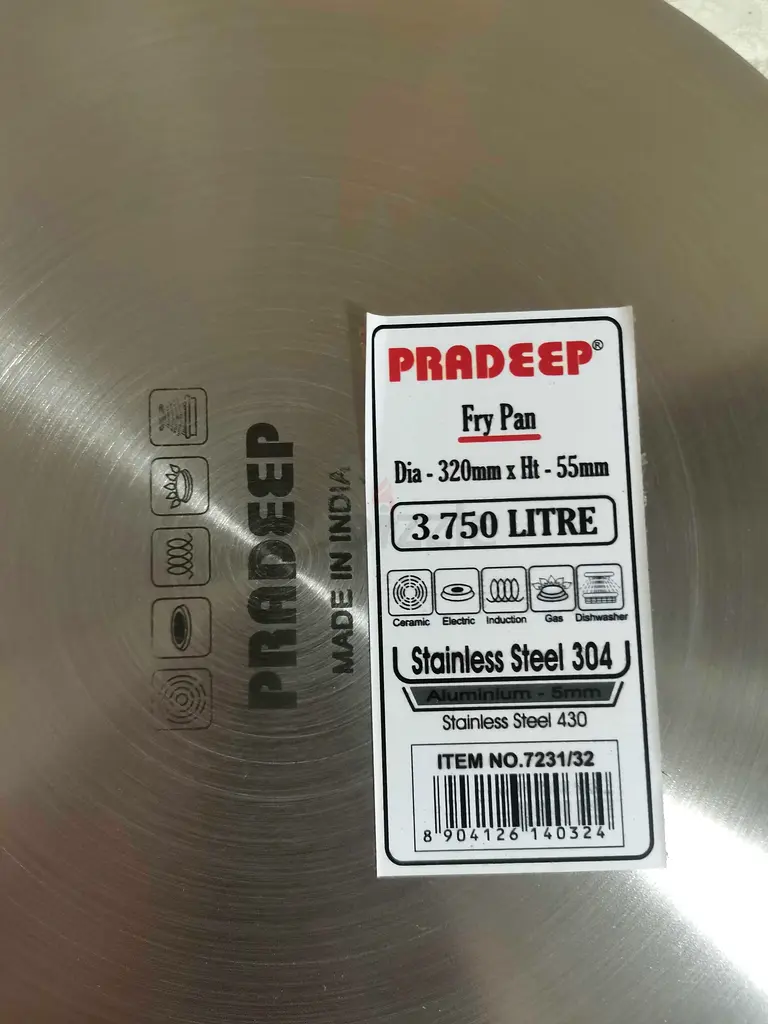 PRADEEP
MADE IN INDIA
PRADEEP®
Fry Pan
Dia - 320mm x Ht - 55mm
3.750 LITRE
Ceramic Electric Induction Gas Dishwasher
Stainless Steel 304
Aluminium - 5mm
Stainless Steel 430
ITEM NO.7231/32
8 904126 140324